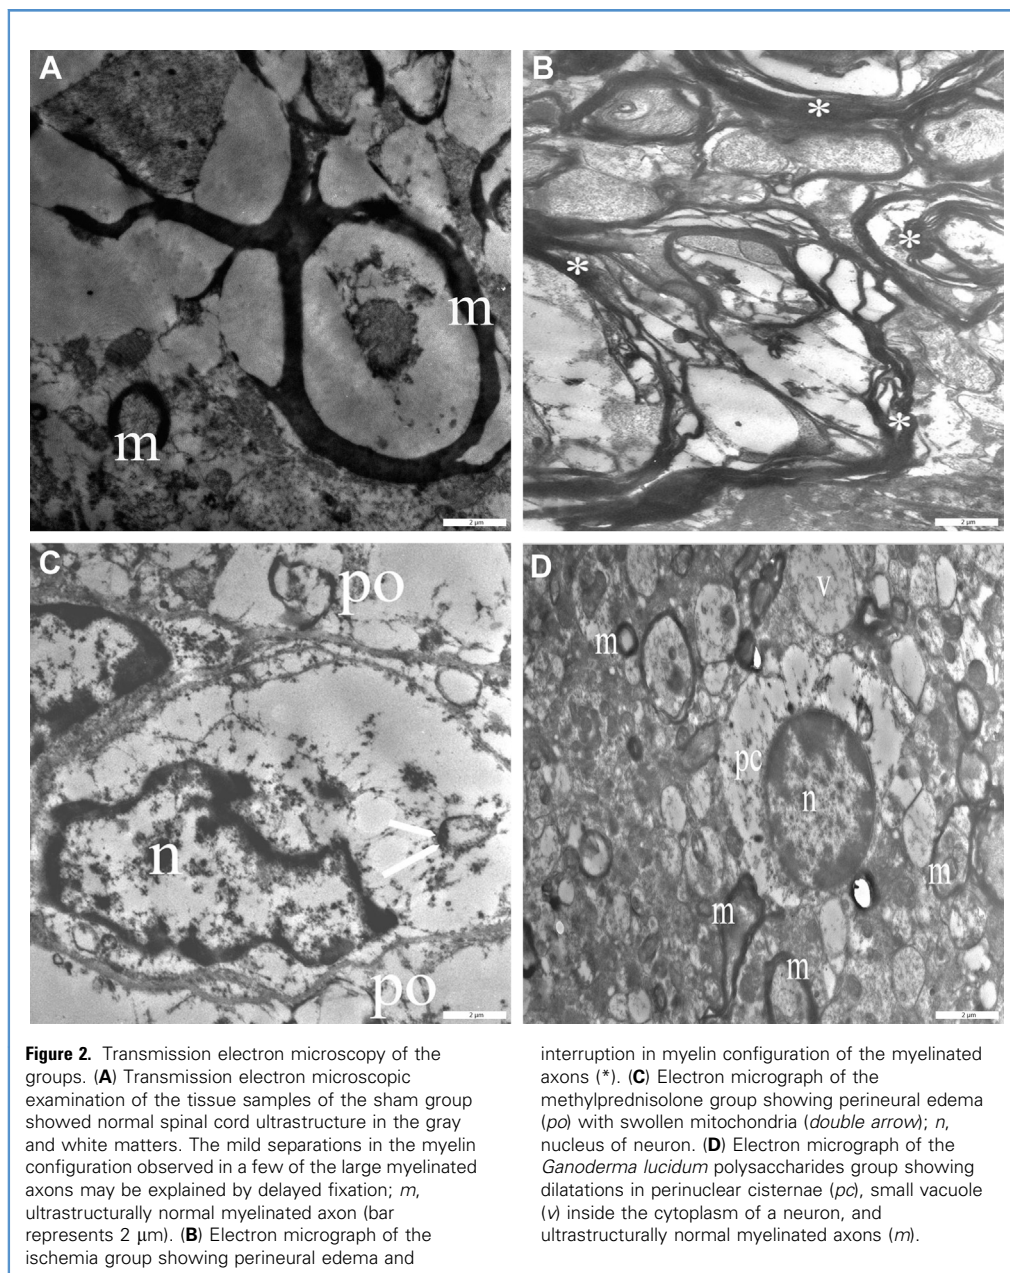 A
m
m
2 µm
B
*
*
*
*
2 µm
C
po
n
po
2 µm
D
v
m
pc
n
m
m
m
2 µm
Figure 2. Transmission electron microscopy of the
groups. (A) Transmission electron microscopic
examination of the tissue samples of the sham group
showed normal spinal cord ultrastructure in the gray
and white matters. The mild separations in the myelin
configuration observed in a few of the large myelinated
axons may be explained by delayed fixation; m,
ultrastructurally normal myelinated axon (bar
represents 2 μm). (B) Electron micrograph of the
ischemia group showing perineural edema and
interruption in myelin configuration of the myelinated
axons (*). (C) Electron micrograph of the
methylprednisolone group showing perineural edema
(po) with swollen mitochondria (double arrow); n,
nucleus of neuron. (D) Electron micrograph of the
Ganoderma lucidum polysaccharides group showing
dilatations in perinuclear cisternae (pc), small vacuole
(v) inside the cytoplasm of a neuron, and
ultrastructurally normal myelinated axons (m).